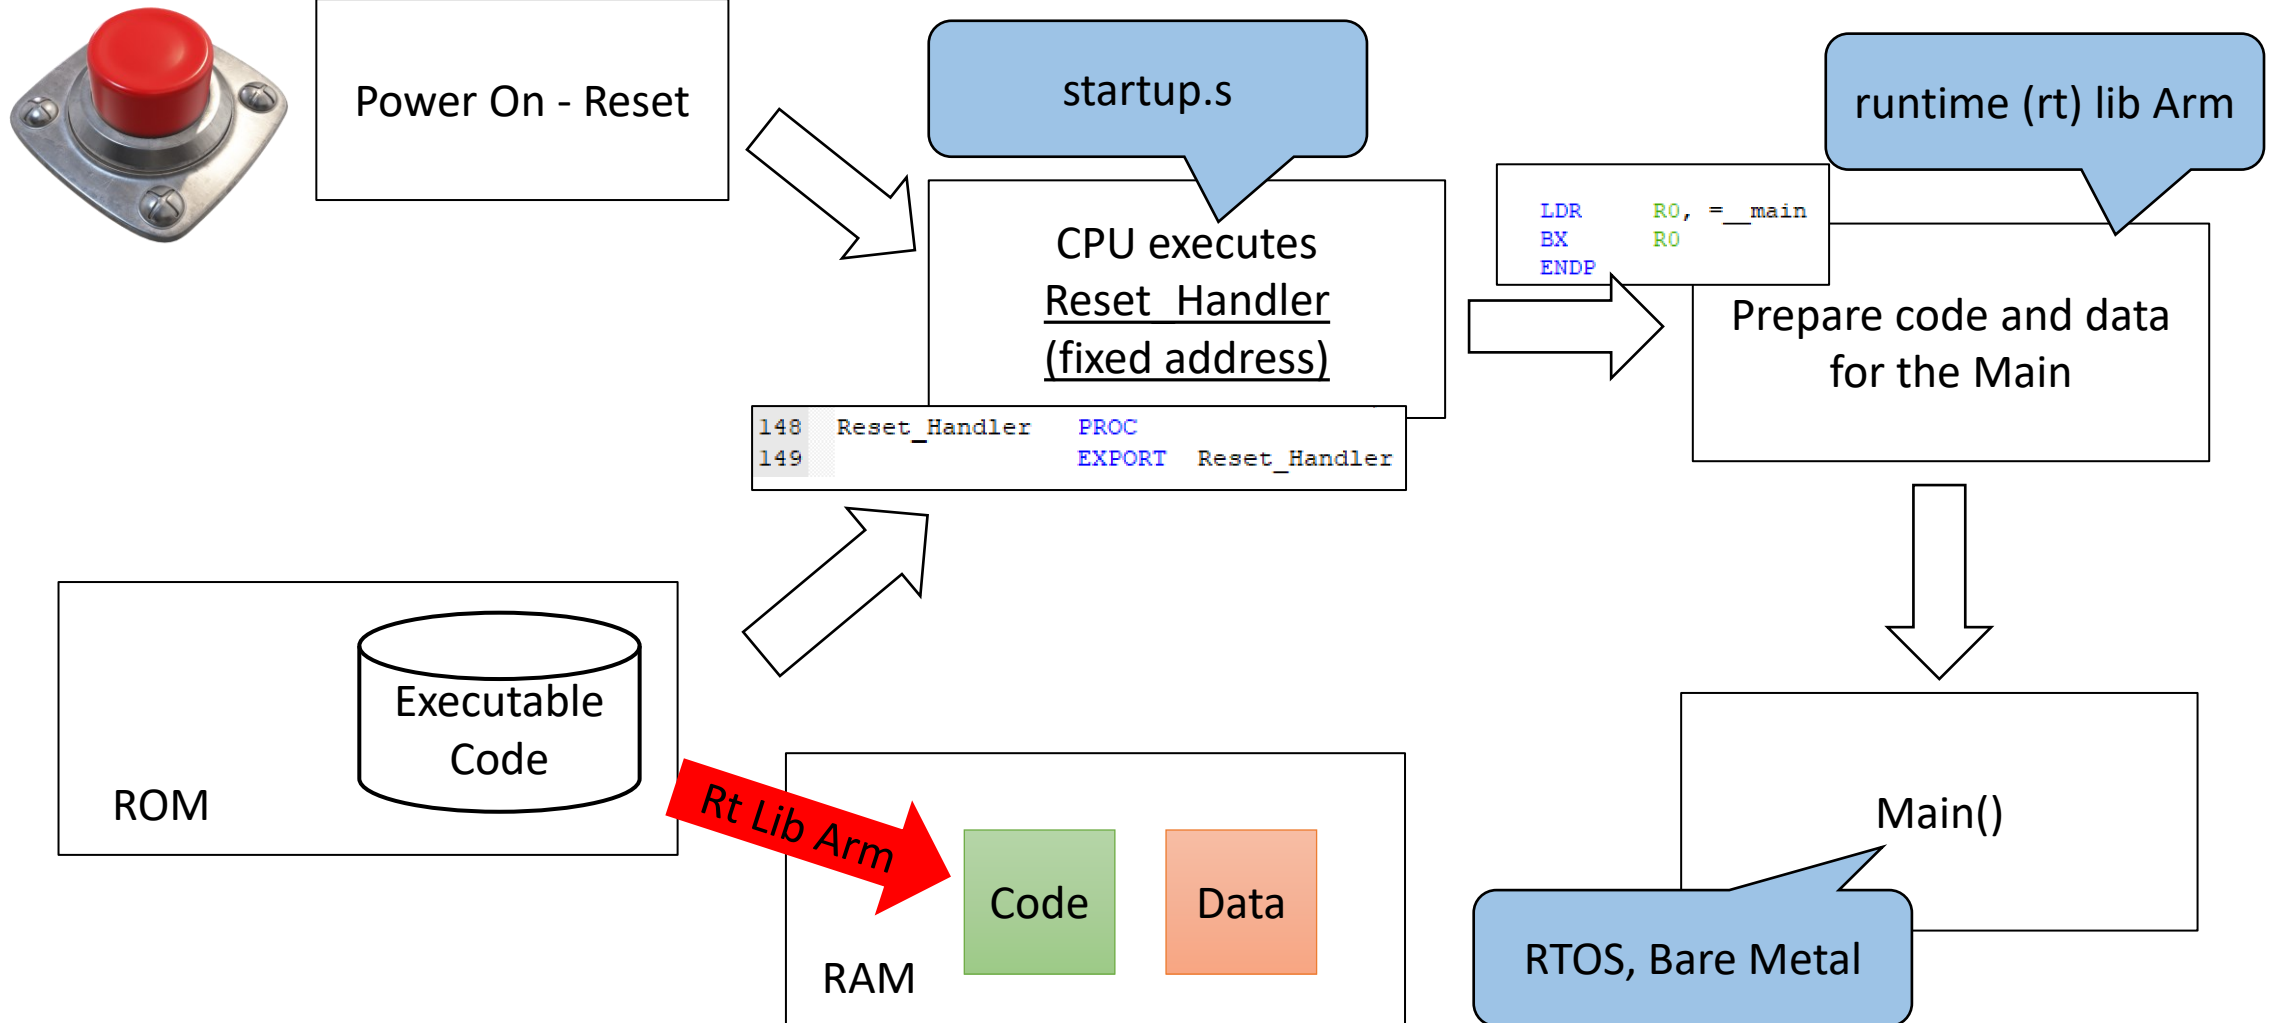 Power On - Reset
startup.s
runtime (rt) lib Arm
CPU executes
Reset_Handler
(fixed address)
LDR R0, =__main
BX R0
ENDP
Prepare code and data
for the Main
148 Reset_Handler PROC
149 EXPORT Reset_Handler
Executable
Code
ROM
Rt Lib Arm
Code
Data
RAM
Main()
RTOS, Bare Metal